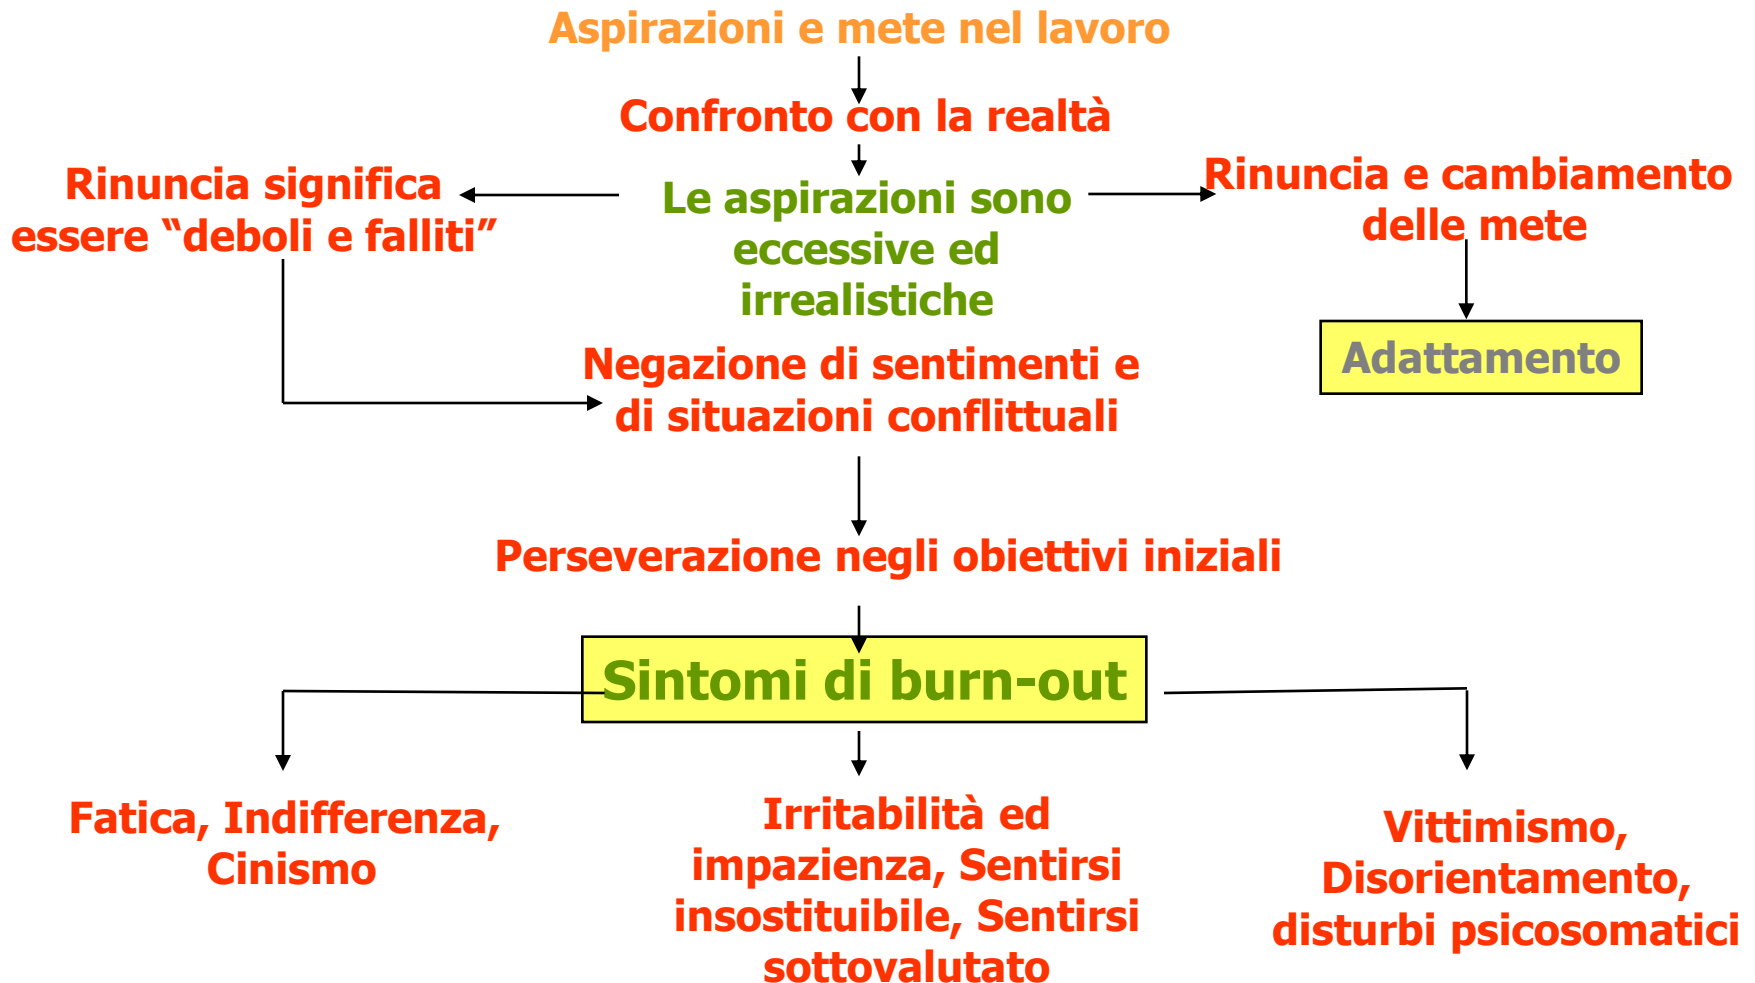 Aspirazioni e mete nel lavoro
Confronto con la realtà
Rinuncia significa
essere “deboli e falliti”
Le aspirazioni sono
eccessive ed
irrealistiche
Rinuncia e cambiamento
delle mete
Adattamento
Negazione di sentimenti e
di situazioni conflittuali
Perseverazione negli obiettivi iniziali
Sintomi di burn-out
Fatica, Indifferenza,
Cinismo
Irritabilità ed
impazienza, Sentirsi
insostituibile, Sentirsi
sottovalutato
Vittimismo,
Disorientamento,
disturbi psicosomatici